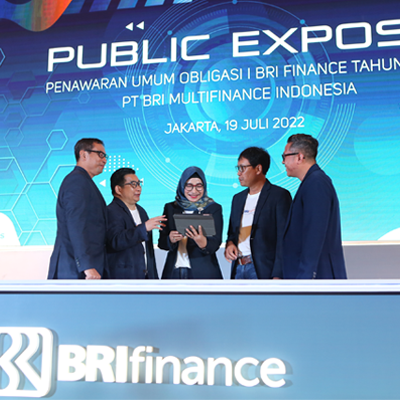 PUBLIC EXPOS
PENAWARAN UMUM OBLIGASI I BRI FINANCE TAHUN
PT BRI MULTIFINANCE INDONESIA
JAKARTA, 19 JULI 2022
BRIfinance